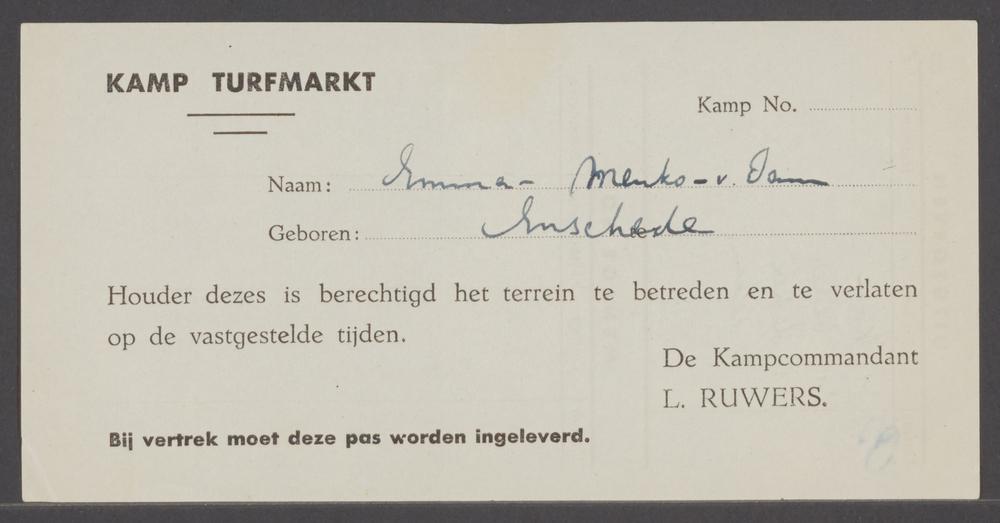 KAMP TURFMARKT
Kamp No.
Naam: Emma - Menko - v. Dam
Geboren: te Enschede
Houder dezes is berechtigd het terrein te betreden en te verlaten
op de vastgestelde tijden.
De Kampcommandant
L. RUWERS.
Bij vertrek moet deze pas worden ingeleverd.